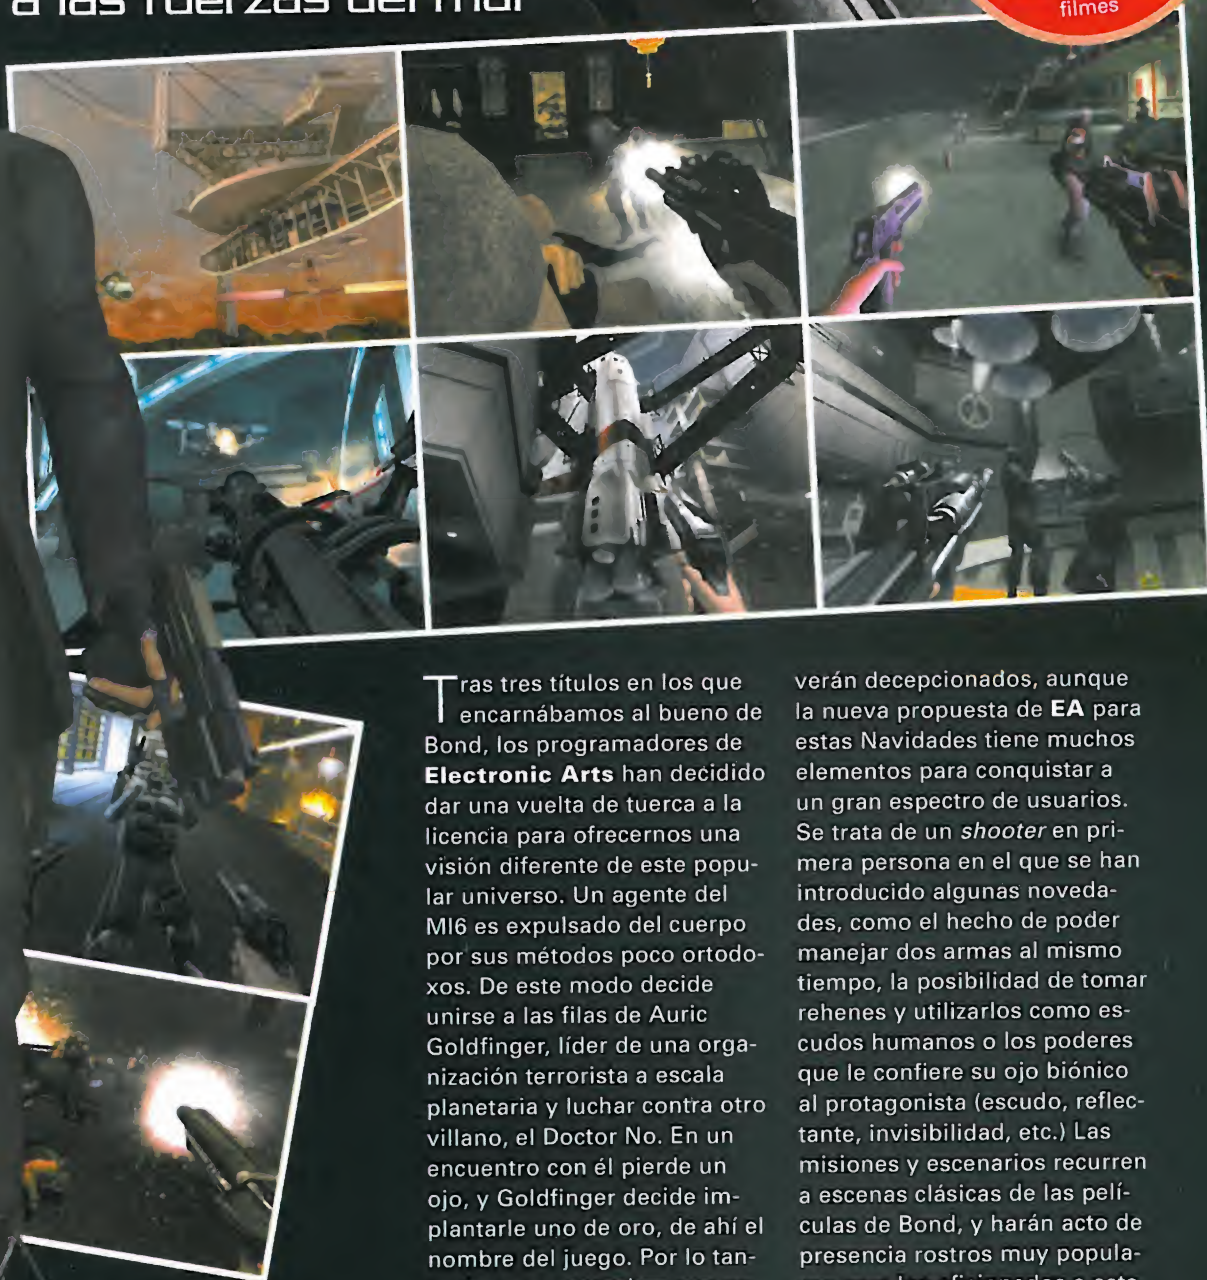 a las fuerzas del mal
filmes
Tras tres títulos en los que
encarnábamos al bueno de
Bond, los programadores de
Electronic Arts han decidido
dar una vuelta de tuerca a la
licencia para ofrecernos una
visión diferente de este popu-
lar universo. Un agente del
MI6 es expulsado del cuerpo
por sus métodos poco ortodo-
xos. De este modo decide
unirse a las filas de Auric
Goldfinger, líder de una orga-
nización terrorista a escala
planetaria y luchar contra otro
villano, el Doctor No. En un
encuentro con él pierde un
ojo, y Goldfinger decide im-
plantarle uno de oro, de ahí el
nombre del juego. Por lo tan-
verán decepcionados, aunque
la nueva propuesta de EA para
estas Navidades tiene muchos
elementos para conquistar a
un gran espectro de usuarios.
Se trata de un shooter en pri-
mera persona en el que se han
introducido algunas noveda-
des, como el hecho de poder
manejar dos armas al mismo
tiempo, la posibilidad de tomar
rehenes y utilizarlos como es-
cudos humanos o los poderes
que le confiere su ojo biónico
al protagonista (escudo, reflec-
tante, invisibilidad, etc.) Las
misiones y escenarios recurren
a escenas clásicas de las pelí-
culas de Bond, y harán acto de
presencia rostros muy popula-